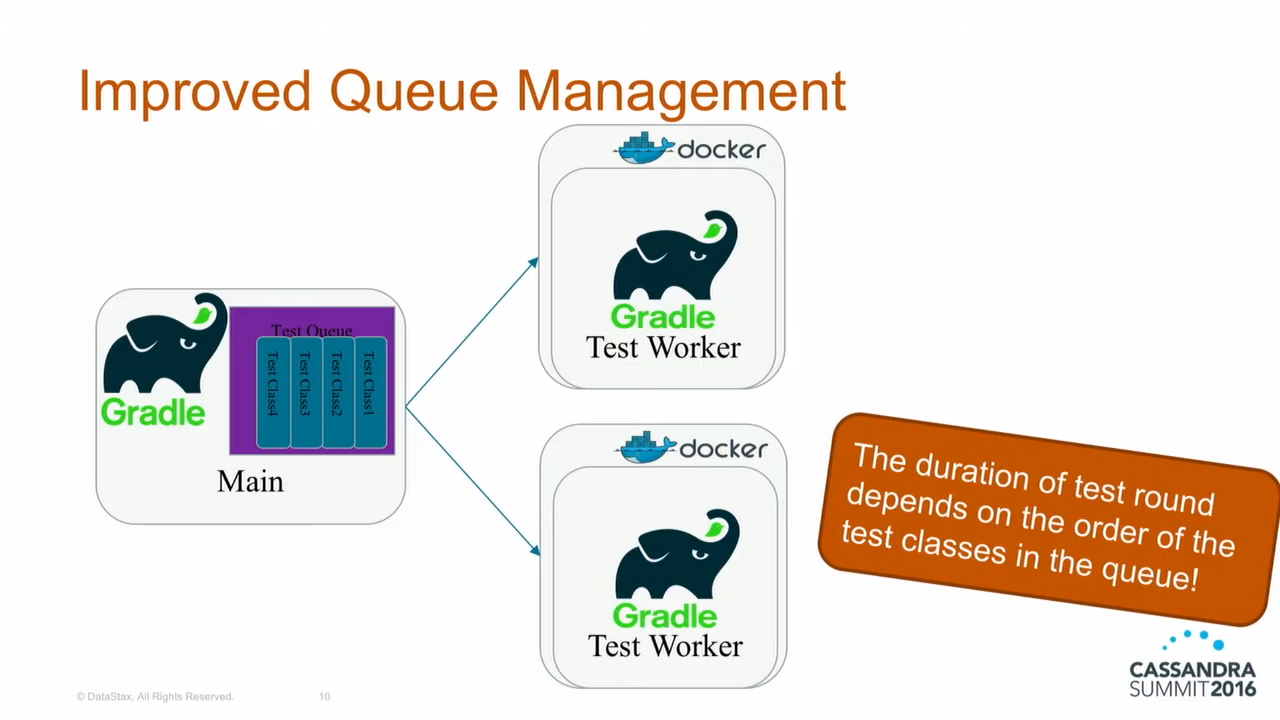 Improved Queue Management
docker
Gradle
Test Worker
Gradle
Test Queue
Test Class4
Test Class3
Test Class2
Test Class1
Main
docker
Gradle
Test Worker
The duration of test round
depends on the order of the
test classes in the queue!
© DataStax, All Rights Reserved.
10
CASSANDRA
SUMMIT2016